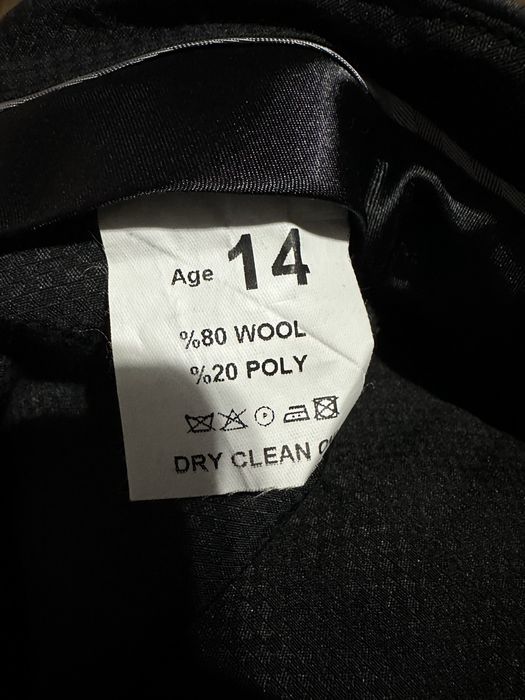 Age 14
%80 WOOL
%20 POLY
DRY CLEAN